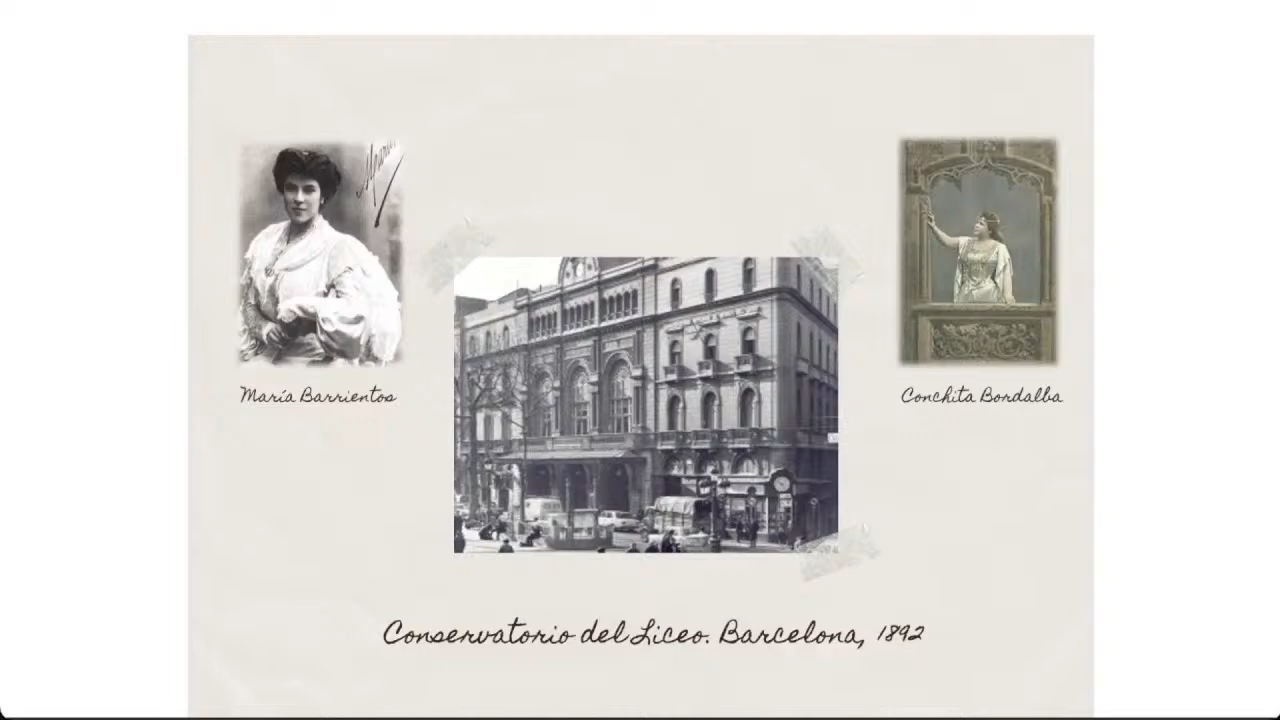 María Barrientos
Conchita Bordalba
Conservatorio del Liceo. Barcelona, 1892